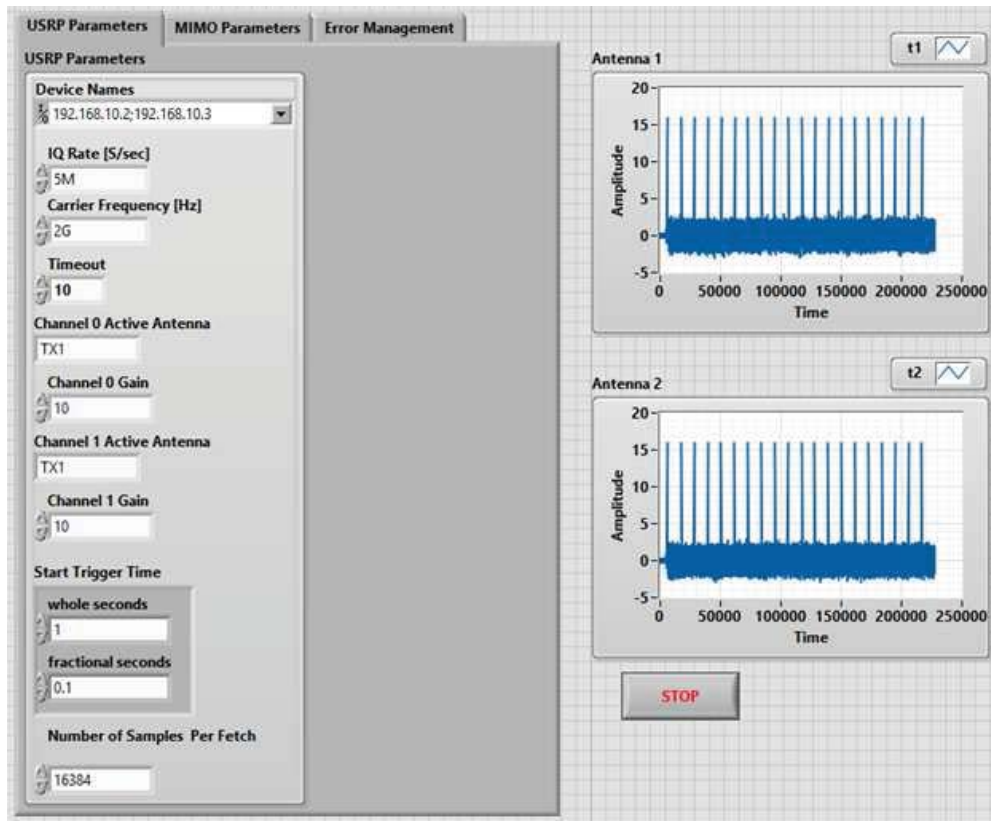 USRP Parameters MIMO Parameters Error Management
USRP Parameters
Device Names
192.168.10.2;192.168.10.3
IQ Rate [S/sec]
5M
Carrier Frequency [Hz]
2G
Timeout
10
Channel 0 Active Antenna
TX1
Channel 0 Gain
10
Channel 1 Active Antenna
TX1
Channel 1 Gain
10
Start Trigger Time
whole seconds
1
fractional seconds
0.1
Number of Samples Per Fetch
16384
Antenna 1
t1
Amplitude
20
15
10
5
0
-5
0 50000 100000 150000 200000 250000
Time
Antenna 2
t2
Amplitude
20
15
10
5
0
-5
0 50000 100000 150000 200000 250000
Time
STOP